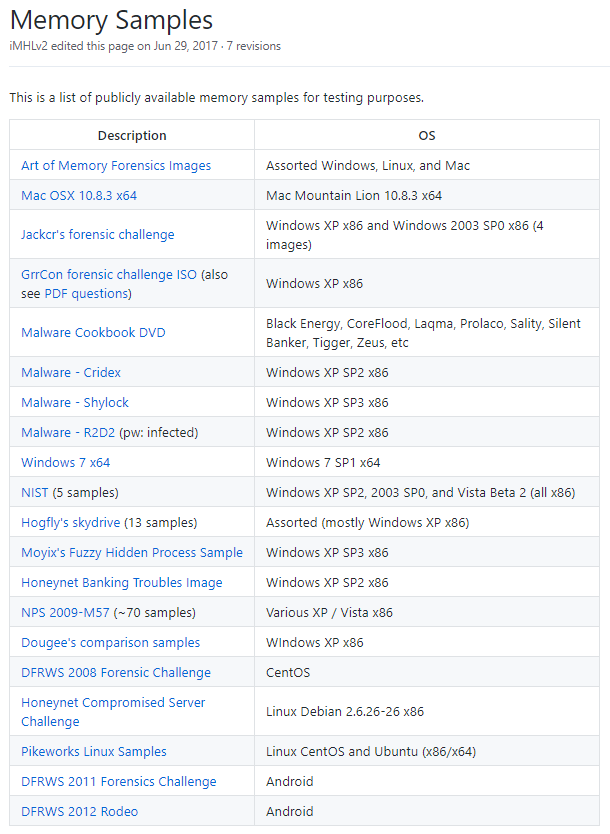 Memory Samples
iMHLv2 edited this page on Jun 29, 2017 · 7 revisions
This is a list of publicly available memory samples for testing purposes.
Description OS
Art of Memory Forensics Images Assorted Windows, Linux, and Mac
Mac OSX 10.8.3 x64 Mac Mountain Lion 10.8.3 x64
Jackcr's forensic challenge Windows XP x86 and Windows 2003 SP0 x86 (4
images)
GrrCon forensic challenge ISO (also
see PDF questions) Windows XP x86
Malware Cookbook DVD Black Energy, CoreFlood, Laqma, Prolaco, Sality, Silent
Banker, Tigger, Zeus, etc
Malware - Cridex Windows XP SP2 x86
Malware - Shylock Windows XP SP3 x86
Malware - R2D2 (pw: infected) Windows XP SP2 x86
Windows 7 x64 Windows 7 SP1 x64
NIST (5 samples) Windows XP SP2, 2003 SP0, and Vista Beta 2 (all x86)
Hogfly's skydrive (13 samples) Assorted (mostly Windows XP x86)
Moyix's Fuzzy Hidden Process Sample Windows XP SP3 x86
Honeynet Banking Troubles Image Windows XP SP2 x86
NPS 2009-M57 (~70 samples) Various XP / Vista x86
Dougee's comparison samples WIndows XP x86
DFRWS 2008 Forensic Challenge CentOS
Honeynet Compromised Server
Challenge Linux Debian 2.6.26-26 x86
Pikeworks Linux Samples Linux CentOS and Ubuntu (x86/x64)
DFRWS 2011 Forensics Challenge Android
DFRWS 2012 Rodeo Android